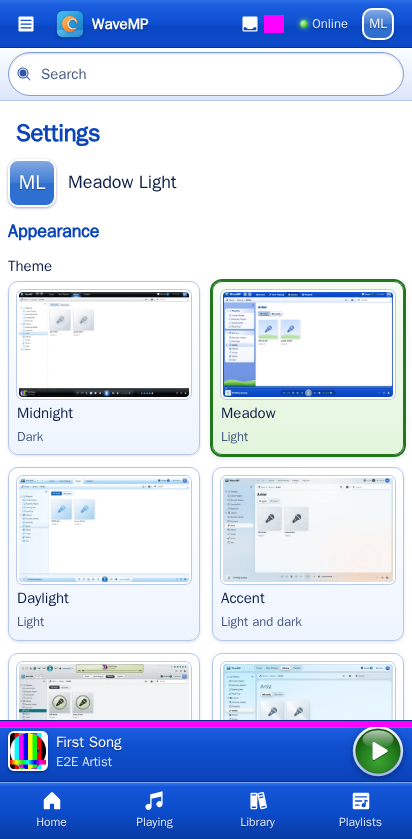 WaveMP
Online
ML
Search
Settings
ML
Meadow Light
Appearance
Theme
Midnight
Dark
Meadow
Light
Daylight
Light
Accent
Light and dark
First Song
E2E Artist
Home
Playing
Library
Playlists